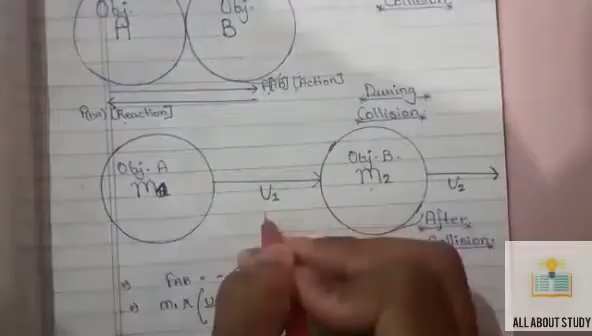 Obj. Obj.
A B
Collision
F(AB) [Action]
F(BA) [Reaction]
During
Collision
Obj. A Obj. B.
M1 M2
U1 U2
After
Collision
FAB = -
m1 x (U
ALL ABOUT STUDY